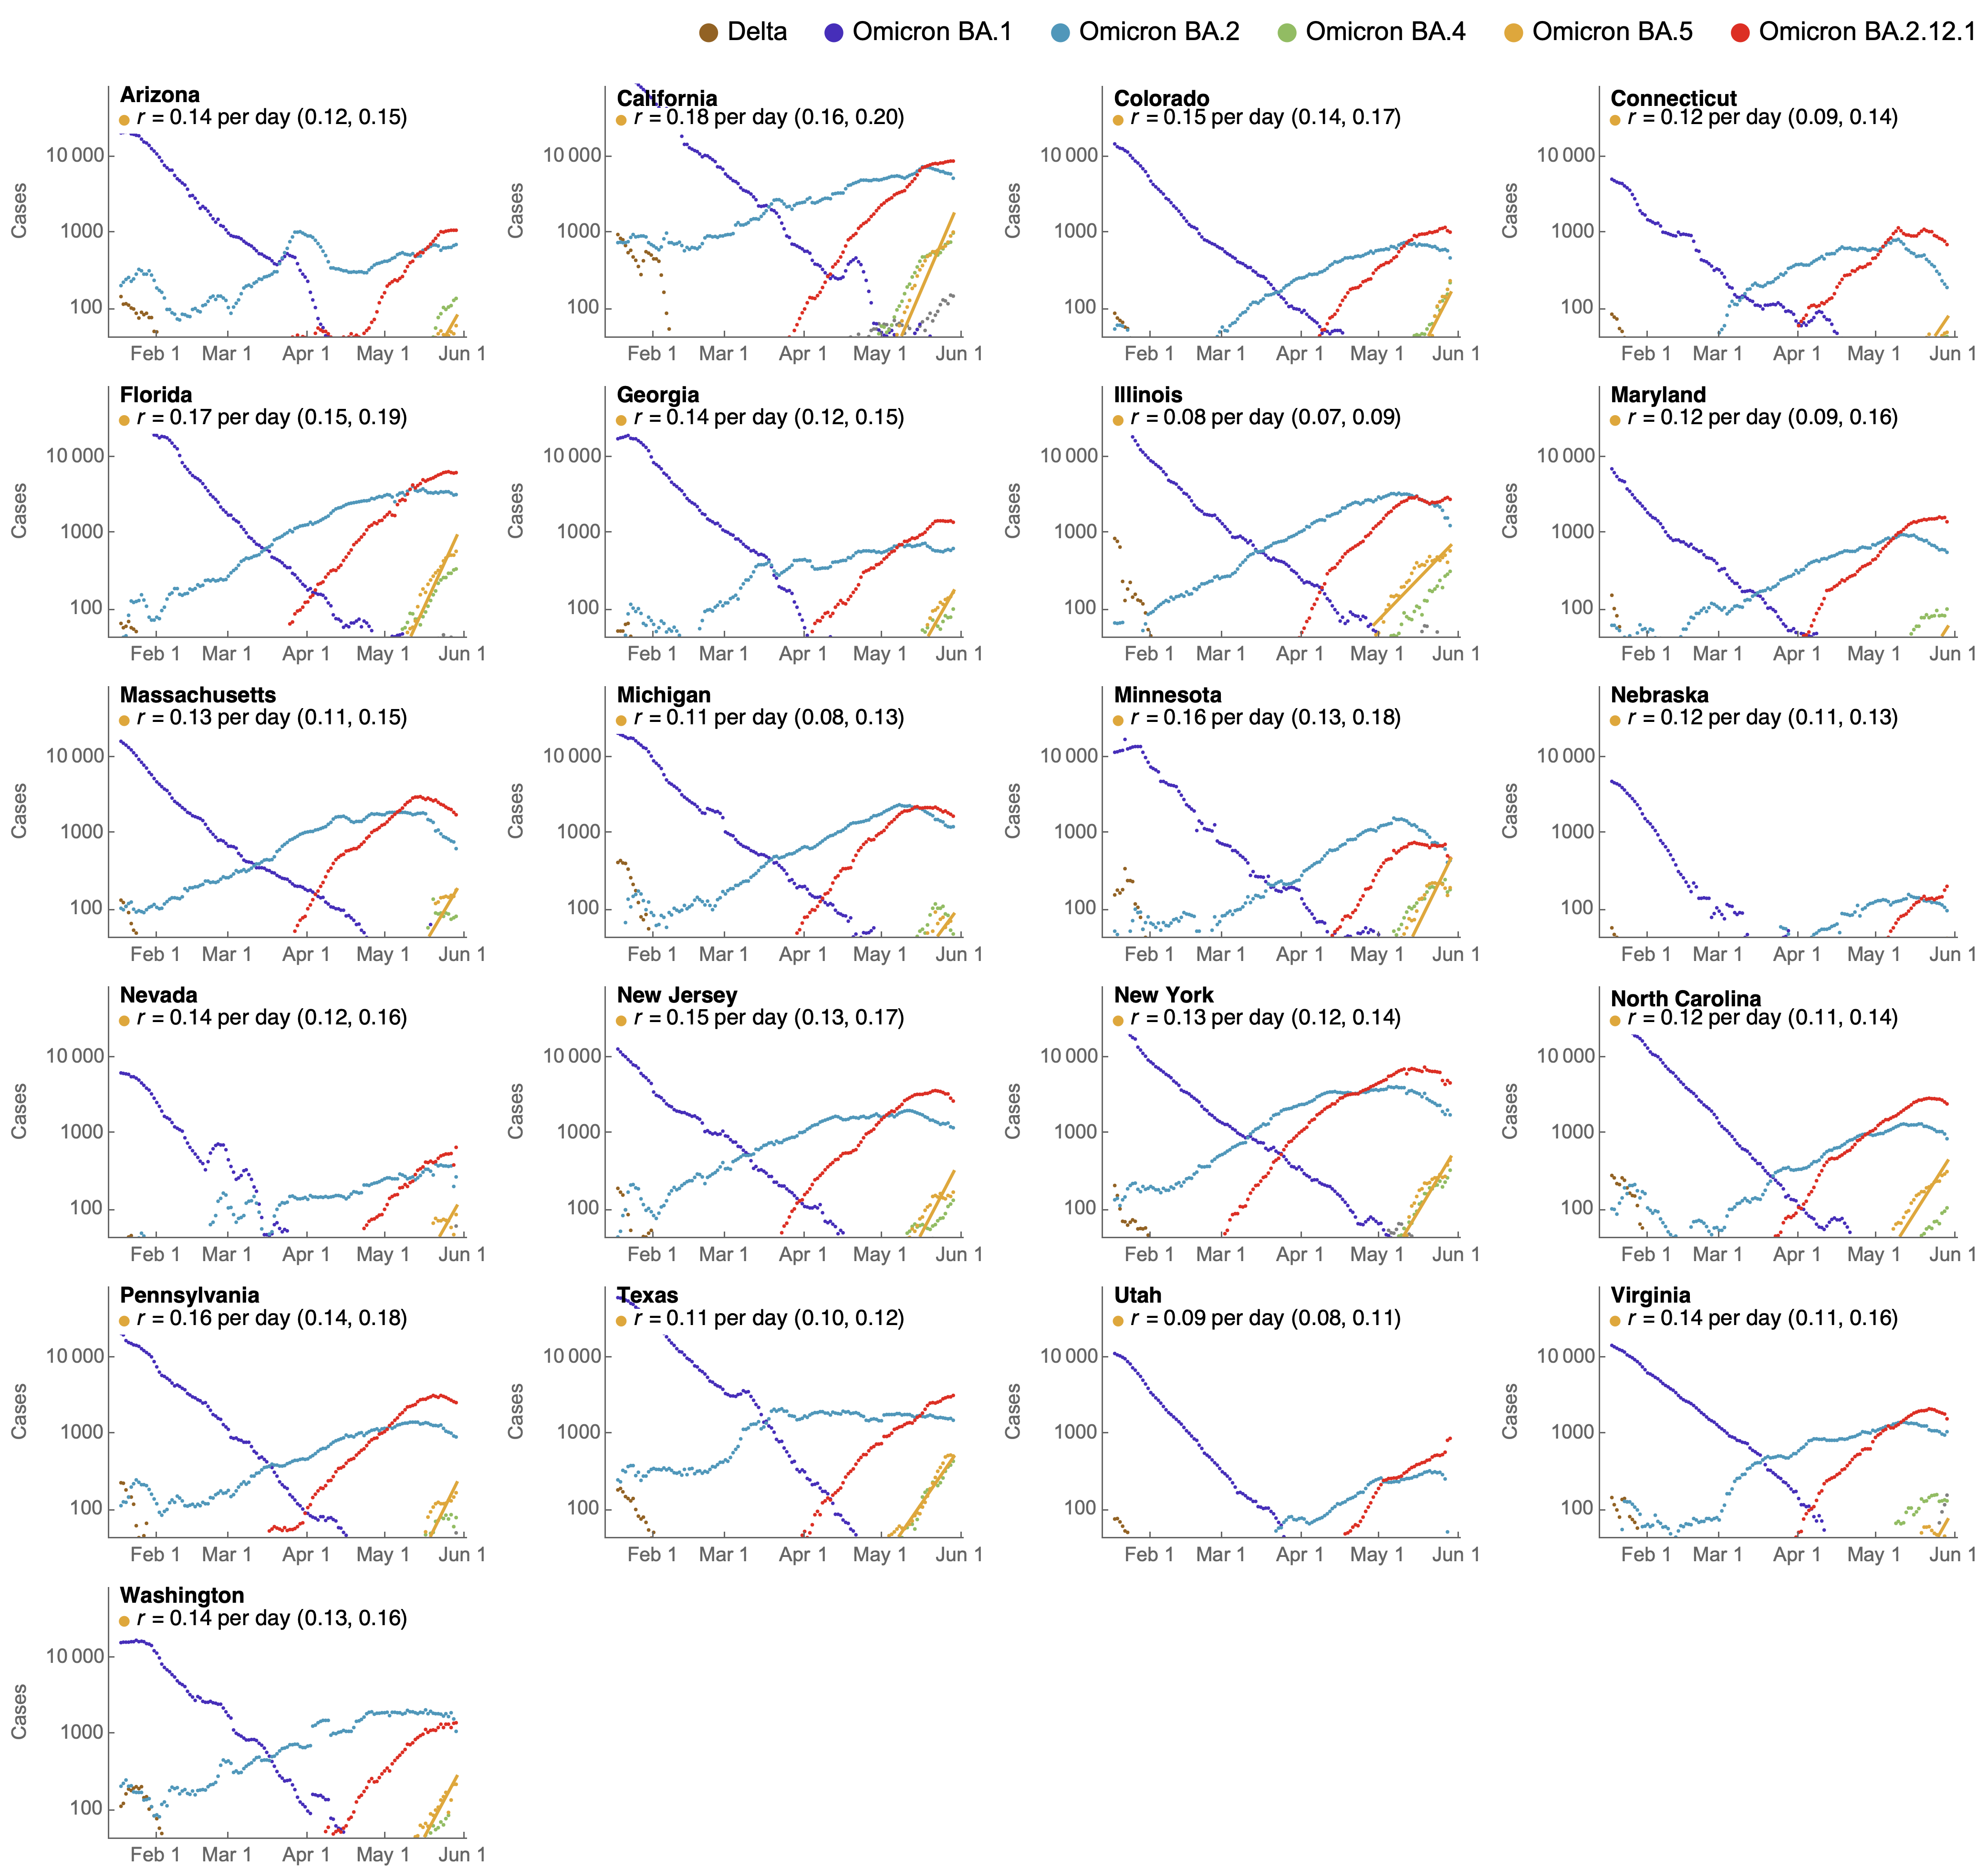 Delta Omicron BA.1 Omicron BA.2 Omicron BA.4 Omicron BA.5 Omicron BA.2.12.1
Arizona
r = 0.14 per day (0.12, 0.15)
10 000
1000
100
Cases
Feb 1 Mar 1 Apr 1 May 1 Jun 1
California
r = 0.18 per day (0.16, 0.20)
10 000
1000
100
Cases
Feb 1 Mar 1 Apr 1 May 1 Jun 1
Colorado
r = 0.15 per day (0.14, 0.17)
10 000
1000
100
Cases
Feb 1 Mar 1 Apr 1 May 1 Jun 1
Connecticut
r = 0.12 per day (0.09, 0.14)
10 000
1000
100
Cases
Feb 1 Mar 1 Apr 1 May 1 Jun 1
Florida
r = 0.17 per day (0.15, 0.19)
10 000
1000
100
Cases
Feb 1 Mar 1 Apr 1 May 1 Jun 1
Georgia
r = 0.14 per day (0.12, 0.15)
10 000
1000
100
Cases
Feb 1 Mar 1 Apr 1 May 1 Jun 1
Illinois
r = 0.08 per day (0.07, 0.09)
10 000
1000
100
Cases
Feb 1 Mar 1 Apr 1 May 1 Jun 1
Maryland
r = 0.12 per day (0.09, 0.16)
10 000
1000
100
Cases
Feb 1 Mar 1 Apr 1 May 1 Jun 1
Massachusetts
r = 0.13 per day (0.11, 0.15)
10 000
1000
100
Cases
Feb 1 Mar 1 Apr 1 May 1 Jun 1
Michigan
r = 0.11 per day (0.08, 0.13)
10 000
1000
100
Cases
Feb 1 Mar 1 Apr 1 May 1 Jun 1
Minnesota
r = 0.16 per day (0.13, 0.18)
10 000
1000
100
Cases
Feb 1 Mar 1 Apr 1 May 1 Jun 1
Nebraska
r = 0.12 per day (0.11, 0.13)
10 000
1000
100
Cases
Feb 1 Mar 1 Apr 1 May 1 Jun 1
Nevada
r = 0.14 per day (0.12, 0.16)
10 000
1000
100
Cases
Feb 1 Mar 1 Apr 1 May 1 Jun 1
New Jersey
r = 0.15 per day (0.13, 0.17)
10 000
1000
100
Cases
Feb 1 Mar 1 Apr 1 May 1 Jun 1
New York
r = 0.13 per day (0.12, 0.14)
10 000
1000
100
Cases
Feb 1 Mar 1 Apr 1 May 1 Jun 1
North Carolina
r = 0.12 per day (0.11, 0.14)
10 000
1000
100
Cases
Feb 1 Mar 1 Apr 1 May 1 Jun 1
Pennsylvania
r = 0.16 per day (0.14, 0.18)
10 000
1000
100
Cases
Feb 1 Mar 1 Apr 1 May 1 Jun 1
Texas
r = 0.11 per day (0.10, 0.12)
10 000
1000
100
Cases
Feb 1 Mar 1 Apr 1 May 1 Jun 1
Utah
r = 0.09 per day (0.08, 0.11)
10 000
1000
100
Cases
Feb 1 Mar 1 Apr 1 May 1 Jun 1
Virginia
r = 0.14 per day (0.11, 0.16)
10 000
1000
100
Cases
Feb 1 Mar 1 Apr 1 May 1 Jun 1
Washington
r = 0.14 per day (0.13, 0.16)
10 000
1000
100
Cases
Feb 1 Mar 1 Apr 1 May 1 Jun 1